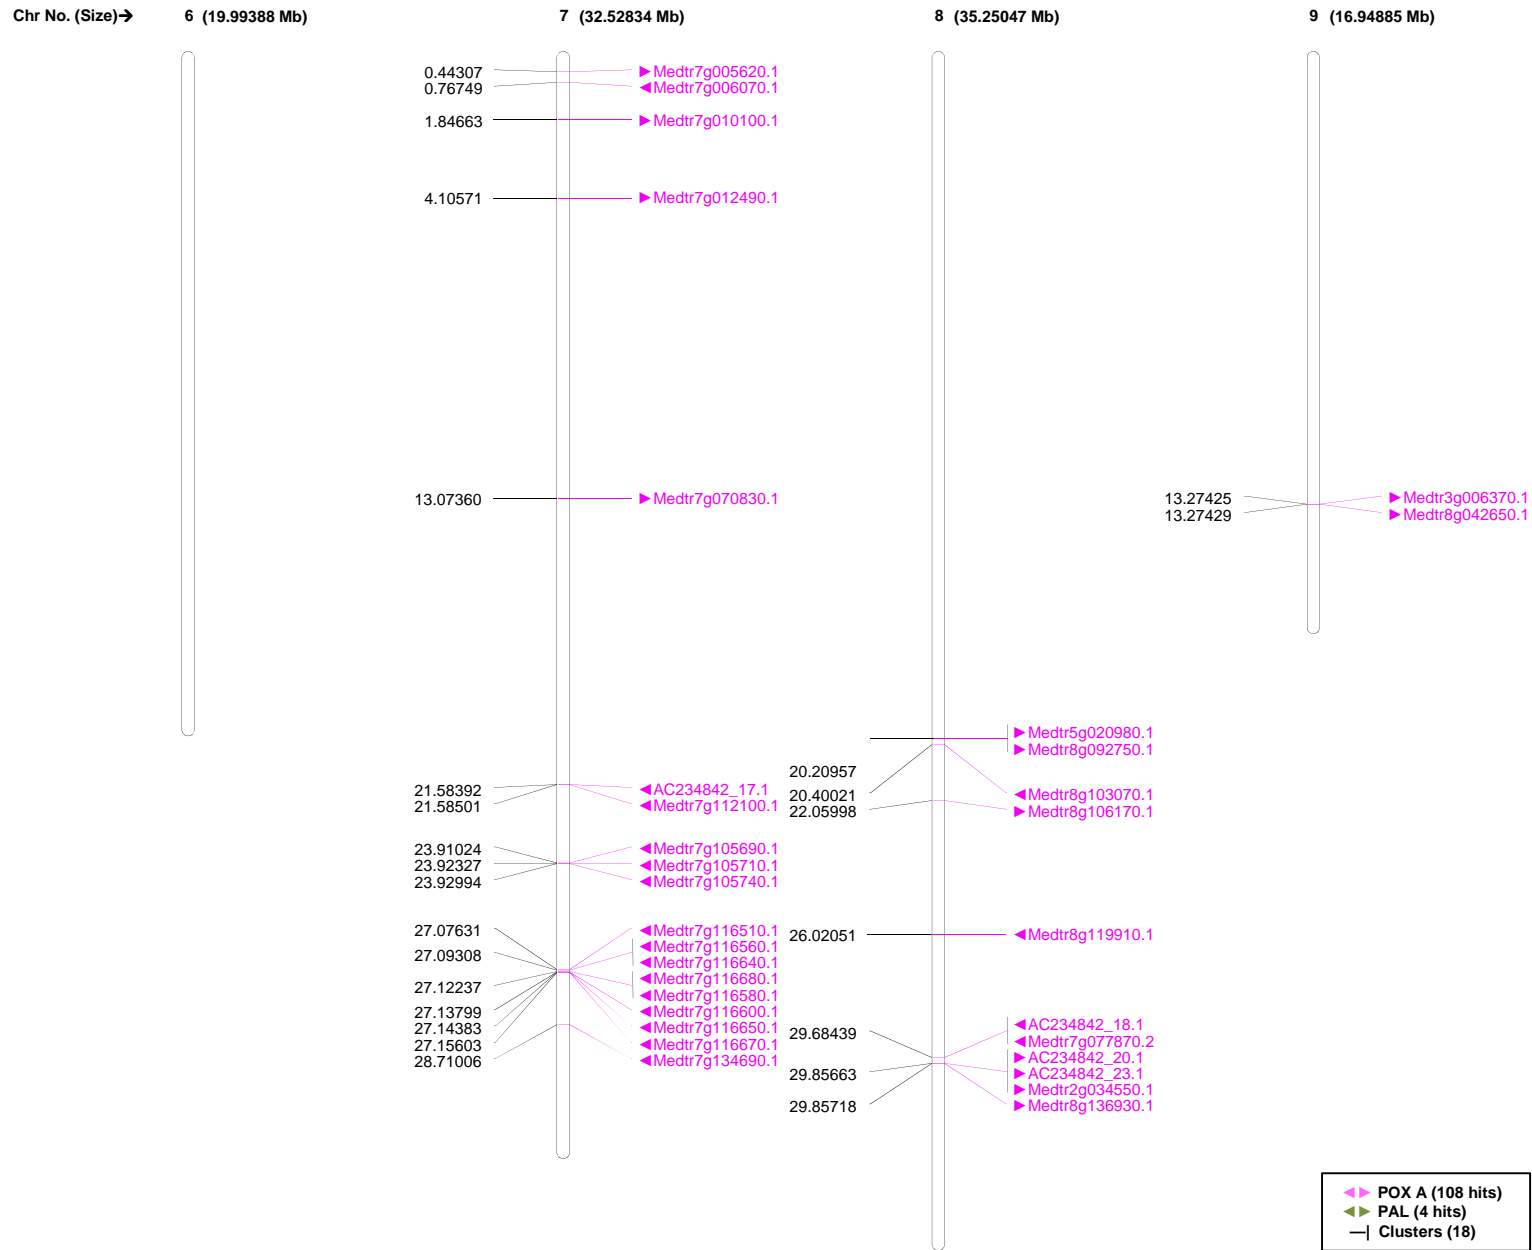 Chr No. (Size)→ 6 (19.99388 Mb) 7 (32.52834 Mb) 8 (35.25047 Mb) 9 (16.94885 Mb)
0.44307 ►Medtr7g005620.1
0.76749 ◄Medtr7g006070.1
1.84663 ►Medtr7g010100.1
4.10571 ►Medtr7g012490.1
13.07360 ►Medtr7g070830.1
21.58392 ◄AC234842_17.1
21.58501 ◄Medtr7g112100.1
23.91024 ◄Medtr7g105690.1
23.92327 ◄Medtr7g105710.1
23.92994 ◄Medtr7g105740.1
27.07631 ◄Medtr7g116510.1
27.09308 ◄Medtr7g116560.1
◄Medtr7g116640.1
27.12237 ◄Medtr7g116680.1
◄Medtr7g116580.1
27.13799 ◄Medtr7g116600.1
27.14383 ◄Medtr7g116650.1
27.15603 ◄Medtr7g116670.1
28.71006 ◄Medtr7g134690.1
►Medtr5g020980.1
20.20957 ►Medtr8g092750.1
20.40021 ◄Medtr8g103070.1
22.05998 ►Medtr8g106170.1
26.02051 ◄Medtr8g119910.1
29.68439 ◄AC234842_18.1
◄Medtr7g077870.2
►AC234842_20.1
29.85663 ►AC234842_23.1
►Medtr2g034550.1
29.85718 ►Medtr8g136930.1
13.27425 ►Medtr3g006370.1
13.27429 ►Medtr8g042650.1
◄► POX A (108 hits)
◄► PAL (4 hits)
—| Clusters (18)